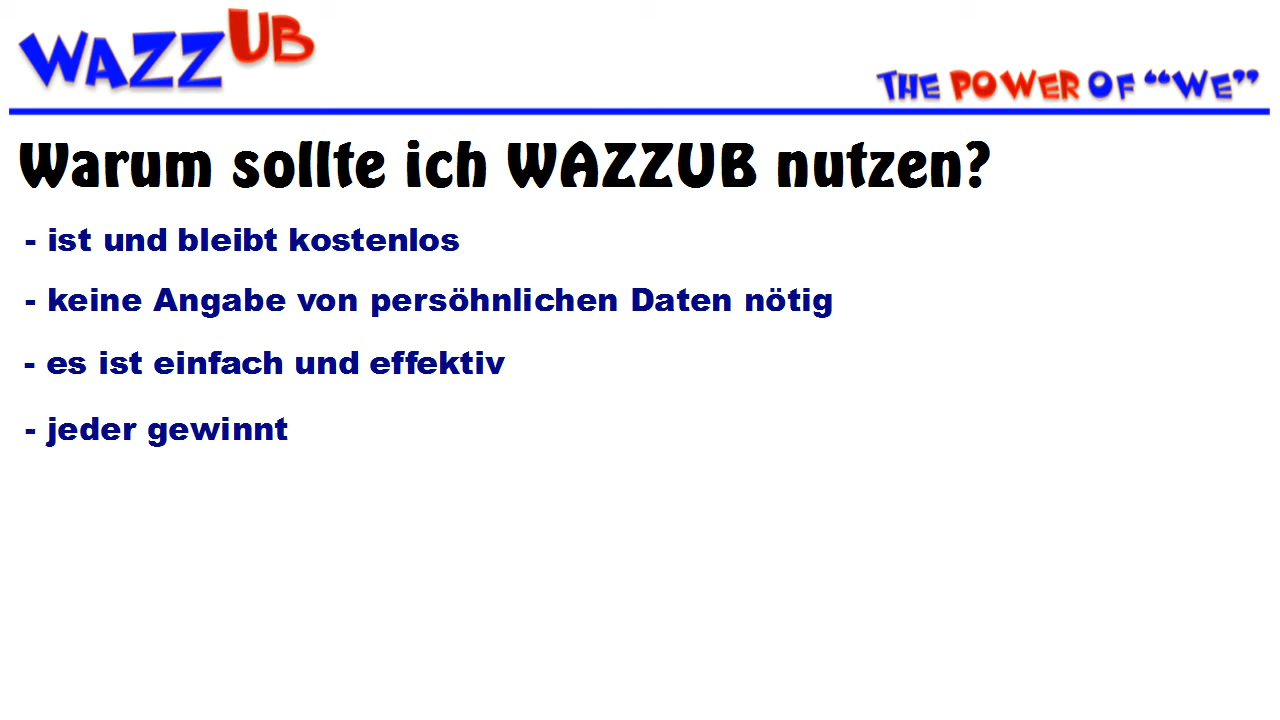 WAZZUB
THE POWER OF “WE”
Warum sollte ich WAZZUB nutzen?
- ist und bleibt kostenlos
- keine Angabe von persöhnlichen Daten nötig
- es ist einfach und effektiv
- jeder gewinnt